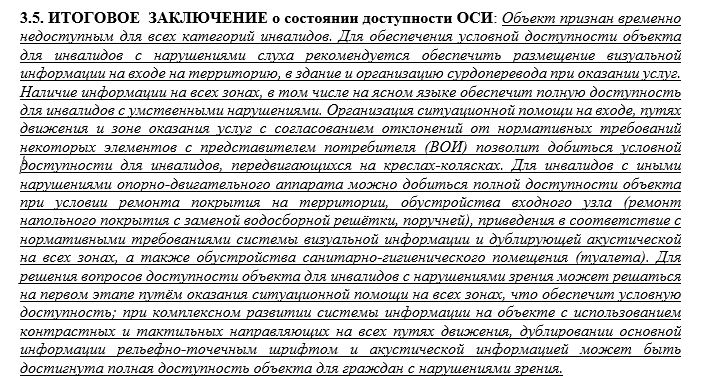 3.5. ИТОГОВОЕ ЗАКЛЮЧЕНИЕ о состоянии доступности ОСИ: Объект признан временно
недоступным для всех категорий инвалидов. Для обеспечения условной доступности объекта
для инвалидов с нарушениями слуха рекомендуется обеспечить размещение визуальной
информации на входе на территорию, в здание и организацию сурдоперевода при оказании услуг.
Наличие информации на всех зонах, в том числе на ясном языке обеспечит полную доступность
для инвалидов с умственными нарушениями. Организация ситуационной помощи на входе, путях
движения и зоне оказания услуг с согласованием отклонений от нормативных требований
некоторых элементов с представителем потребителя (ВОИ) позволит добиться условной
доступности для инвалидов, передвигающихся на креслах-колясках. Для инвалидов с иными
нарушениями опорно-двигательного аппарата можно добиться полной доступности объекта
при условии ремонта покрытия на территории, обустройства входного узла (ремонт
напольного покрытия с заменой водосборной решётки, поручней), приведения в соответствие с
нормативными требованиями системы визуальной информации и дублирующей акустической
на всех зонах, а также обустройства санитарно-гигиенического помещения (туалета). Для
решения вопросов доступности объекта для инвалидов с нарушениями зрения может решаться
на первом этапе путём оказания ситуационной помощи на всех зонах, что обеспечит условную
доступность; при комплексном развитии системы информации на объекте с использованием
контрастных и тактильных направляющих на всех путях движения, дублировании основной
информации рельефно-точечным шрифтом и акустической информацией может быть
достигнута полная доступность объекта для граждан с нарушениями зрения.